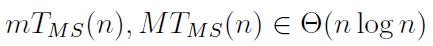 mT_{MS}(n), MT_{MS}(n) ∈ Θ(n log n)